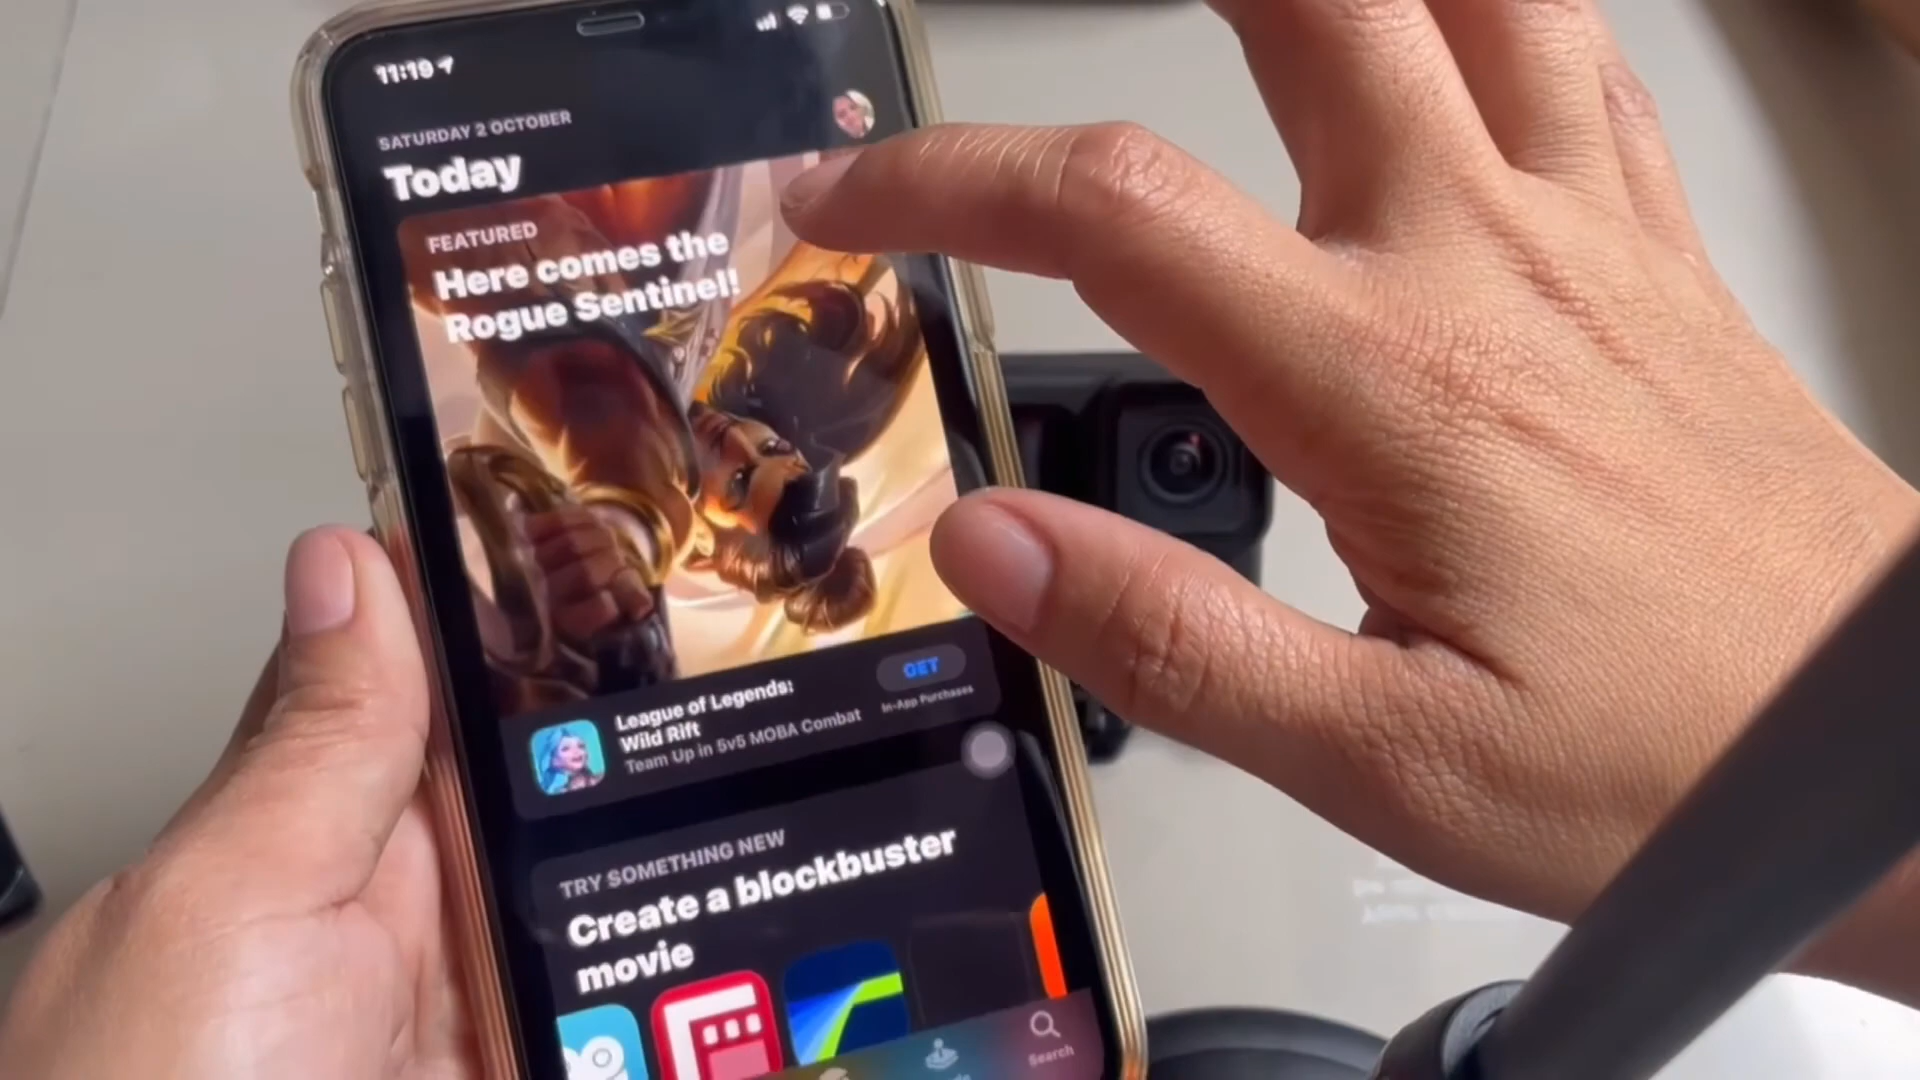 11:19
SATURDAY 2 OCTOBER
Today
FEATURED
Here comes the
Rogue Sentinel!
League of Legends:
Wild Rift
Team Up in 5v5 MOBA Combat
GET
In-App Purchases
TRY SOMETHING NEW
Create a blockbuster
movie
Search